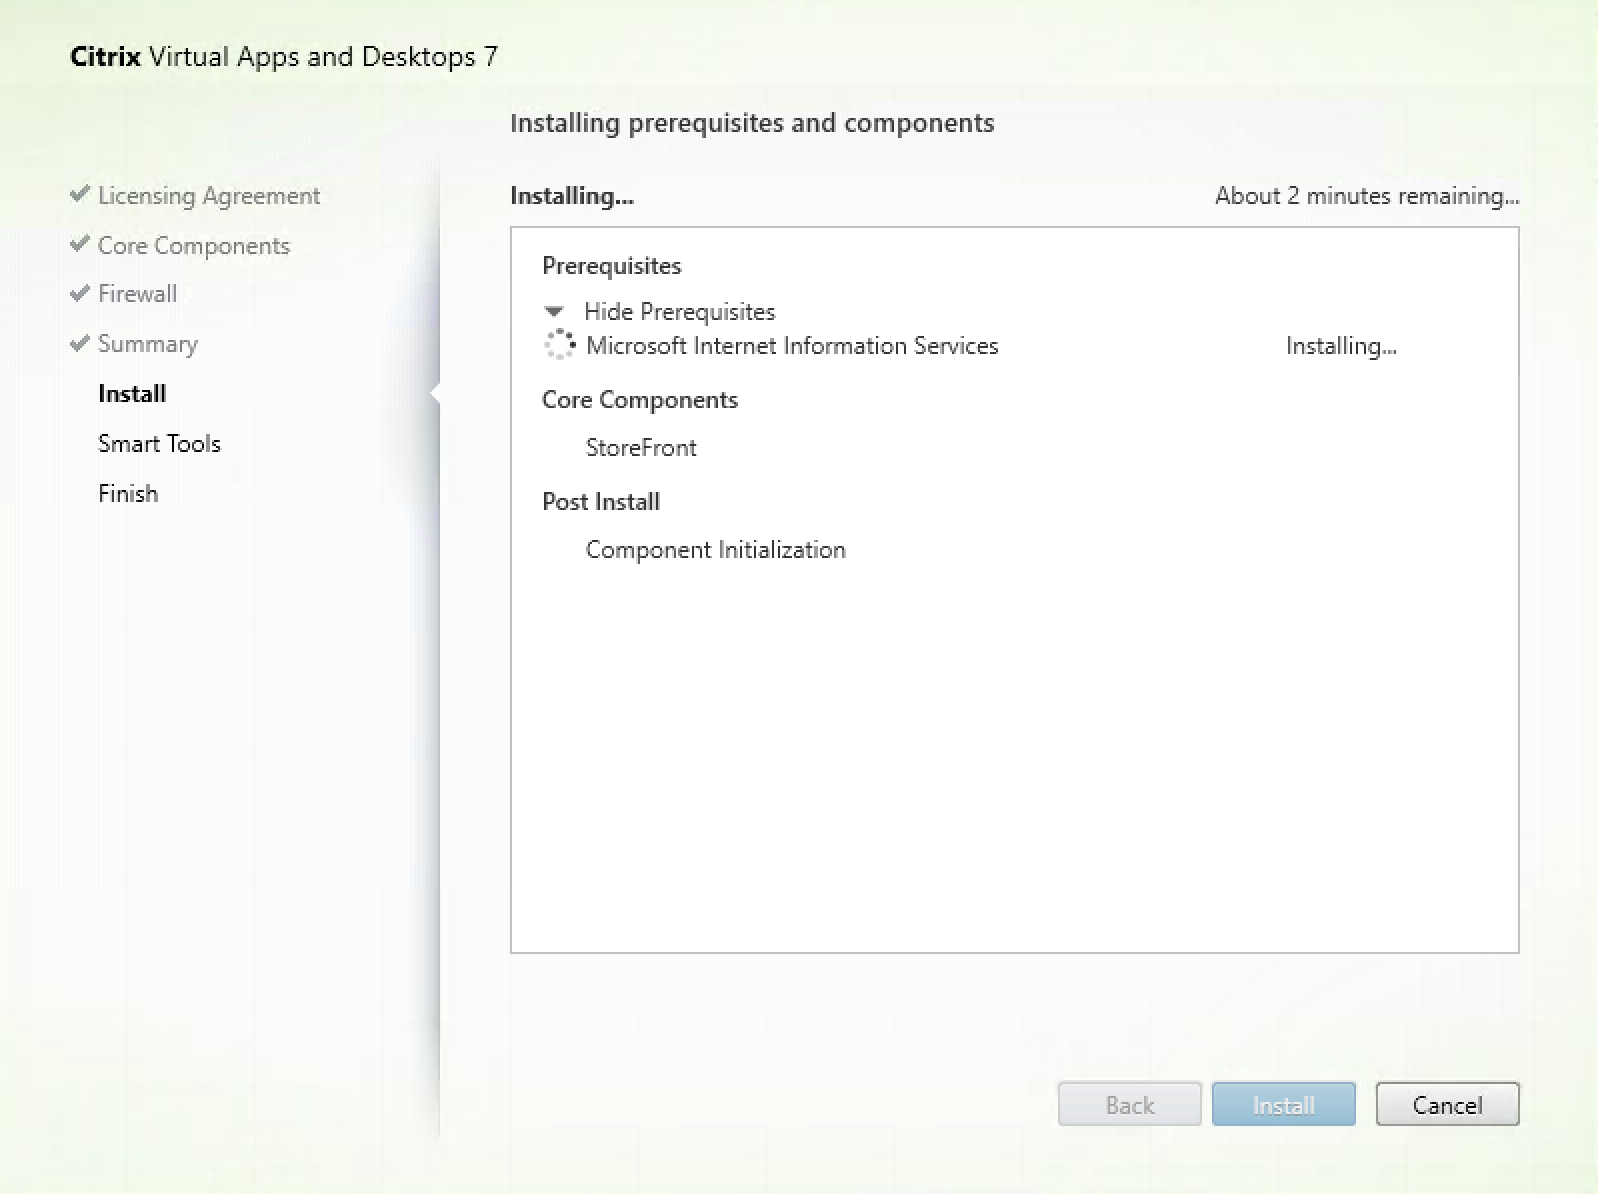 Citrix Virtual Apps and Desktops 7
Installing prerequisites and components
Licensing Agreement
Core Components
Firewall
Summary
Install
Smart Tools
Finish
Installing...
About 2 minutes remaining...
Prerequisites
Hide Prerequisites
Microsoft Internet Information Services
Installing...
Core Components
StoreFront
Post Install
Component Initialization
Back
Install
Cancel